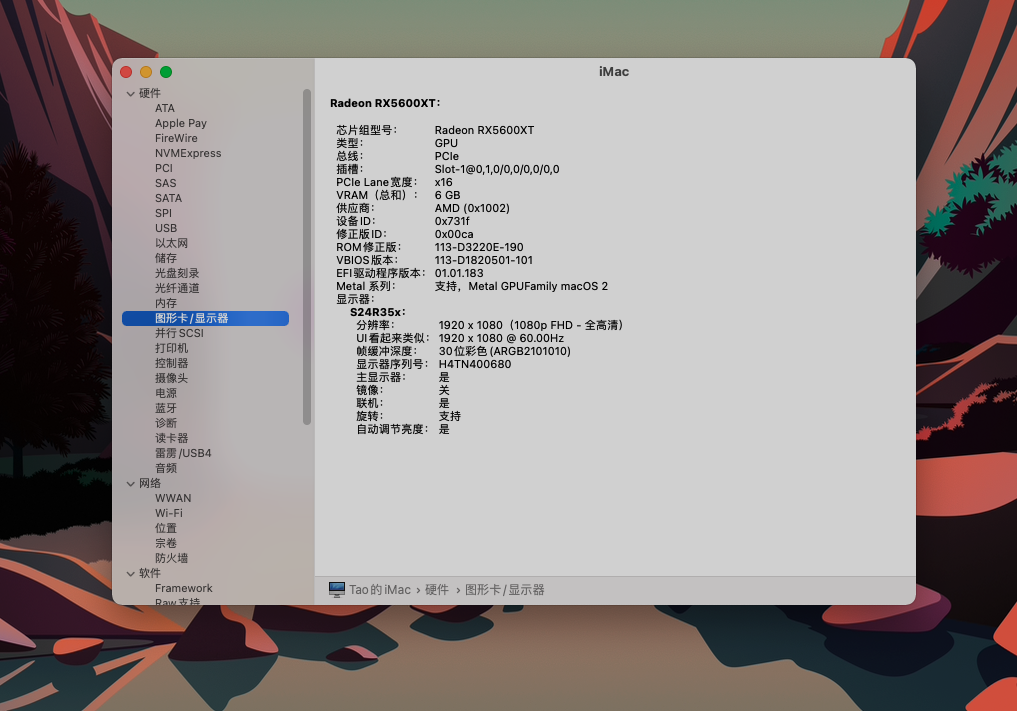 iMac
硬件
ATA
Apple Pay
FireWire
NVMExpress
PCI
SAS
SATA
SPI
USB
以太网
储存
光盘刻录
光纤通道
内存
图形卡/显示器
并行SCSI
打印机
控制器
摄像头
电源
蓝牙
诊断
读卡器
雷雳/USB4
音频
网络
WWAN
Wi-Fi
位置
宗卷
防火墙
软件
Framework
Raw支持
Radeon RX5600XT：
芯片组型号： Radeon RX5600XT
类型： GPU
总线： PCIe
插槽： Slot-1@0,1,0/0,0/0,0/0,0
PCIe Lane宽度： x16
VRAM（总和）： 6 GB
供应商： AMD (0x1002)
设备ID： 0x731f
修正版ID： 0x00ca
ROM修正版： 113-D3220E-190
VBIOS版本： 113-D1820501-101
EFI驱动程序版本： 01.01.183
Metal 系列： 支持，Metal GPUFamily macOS 2
显示器：
S24R35x：
分辨率： 1920 x 1080（1080p FHD - 全高清）
UI看起来类似： 1920 x 1080 @ 60.00Hz
帧缓冲深度： 30位彩色 (ARGB2101010)
显示器序列号： H4TN400680
主显示器： 是
镜像： 关
联机： 是
旋转： 支持
自动调节亮度： 是
Tao的iMac › 硬件 › 图形卡/显示器